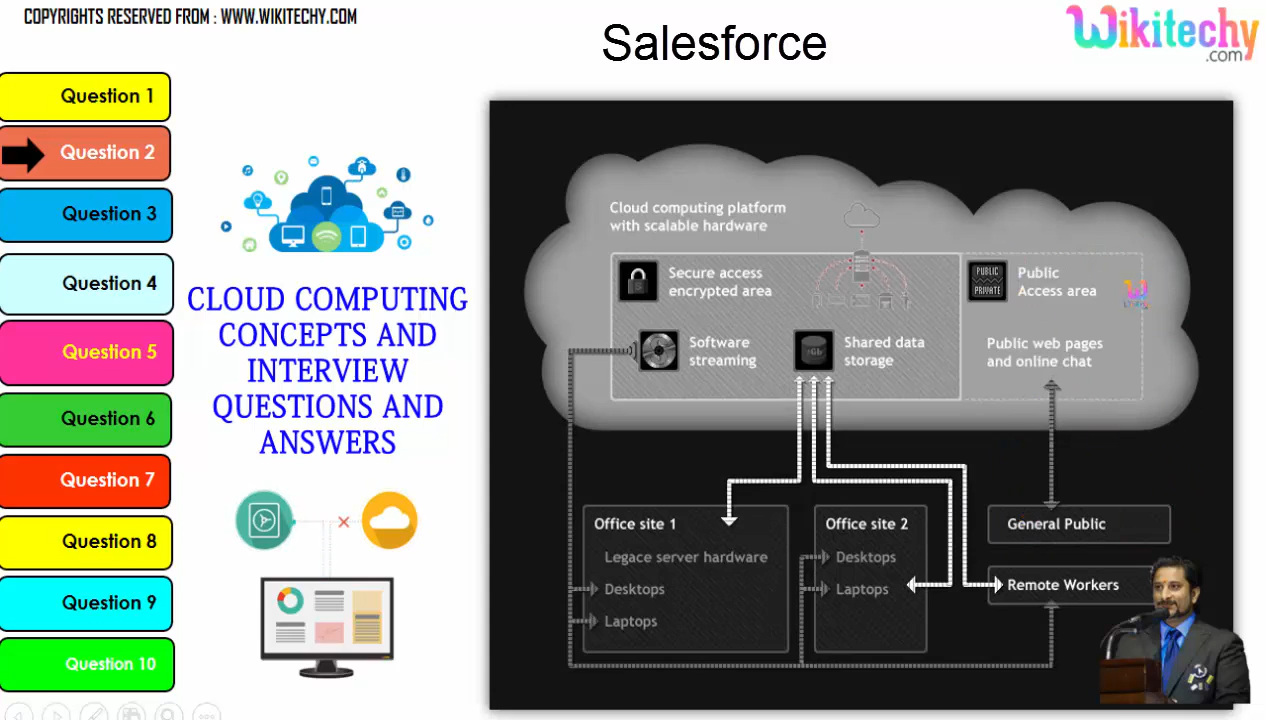 COPYRIGHTS RESERVED FROM : WWW.WIKITECHY.COM
Salesforce
Wikitechy
.com
Question 1
Question 2
Question 3
Question 4
Question 5
Question 6
Question 7
Question 8
Question 9
Question 10
CLOUD COMPUTING
CONCEPTS AND
INTERVIEW
QUESTIONS AND
ANSWERS
Cloud computing platform
with scalable hardware
Secure access
encrypted area
PUBLIC
PRIVATE
Public
Access area
Software
streaming
Shared data
storage
Public web pages
and online chat
Office site 1
Legace server hardware
Desktops
Laptops
Office site 2
Desktops
Laptops
General Public
Remote Workers